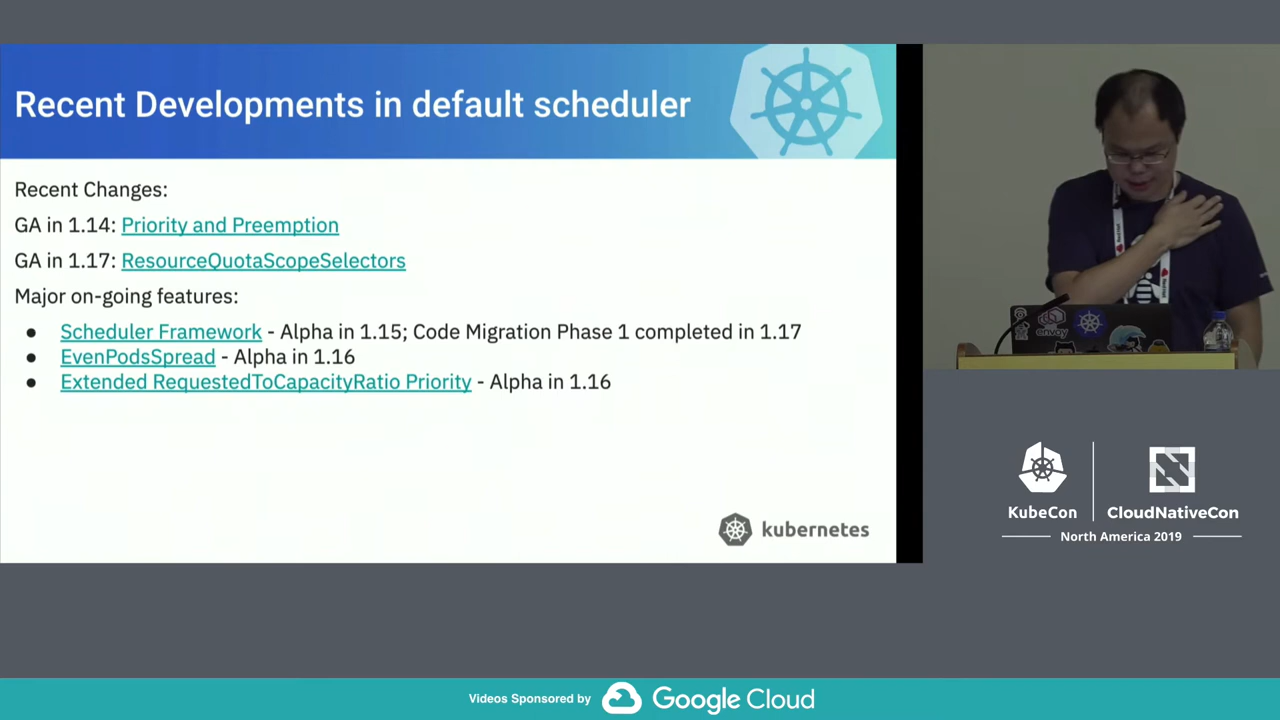 Recent Developments in default scheduler
Recent Changes:
GA in 1.14: Priority and Preemption
GA in 1.17: ResourceQuotaScopeSelectors
Major on-going features:
● Scheduler Framework - Alpha in 1.15; Code Migration Phase 1 completed in 1.17
● EvenPodsSpread - Alpha in 1.16
● Extended RequestedToCapacityRatio Priority - Alpha in 1.16
kubernetes
envoy
KubeCon
CloudNativeCon
North America 2019
Videos Sponsored by Google Cloud